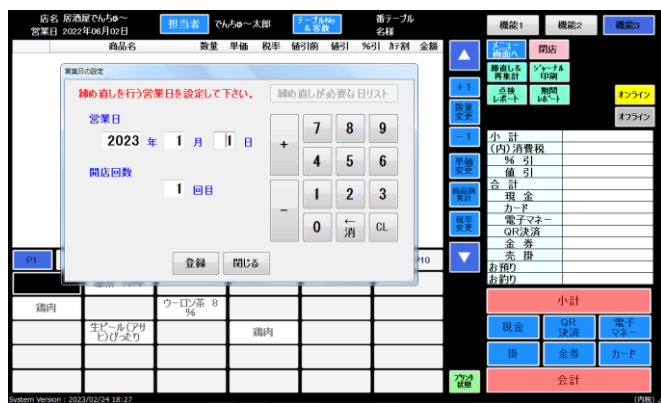 店名 居酒屋でんちゅ～
営業日 2022年06月02日
担当者 でんちゅ～太郎
テーブルNo
& 客数
番テーブル
名様
機能1 機能2 機能3
商品名 数量 単価 税率 値引前 値引 %引 ｶｰﾄﾞ割 金額
メニュー
画面へ
開店
営業日の設定
締め直しを行う営業日を設定して下さい。
締め直しが必要な日リスト
営業日
2023 年 1 月 1 日
開店回数
1 回目
+ 7 8 9
4 5 6
- 1 2 3
0 ←
消 CL
登録 閉じる
締直し&
再集計
ｼﾞｬｰﾅﾙ
印刷
点検
ﾚﾎﾟｰﾄ
期間
ﾚﾎﾟｰﾄ
オンライン
オフライン
+1
数量
変更
-1
単価
変更
商品別
集計
税率
変更
小 計
(内)消費税
% 引
値 引
合 計
現 金
カード
電子マネー
QR決済
金 券
売 掛
お預り
お釣り
P1 P10
鶏肉
ウーロン茶 8
%
生ビール(アサ
ヒ)ぴったり
鶏肉
小計
現金
QR
決済
電子
マネー
掛 金券 カード
ﾌﾟﾘﾝﾀ
状態
会計
System Version : 2023/02/24 18:27
(内税)